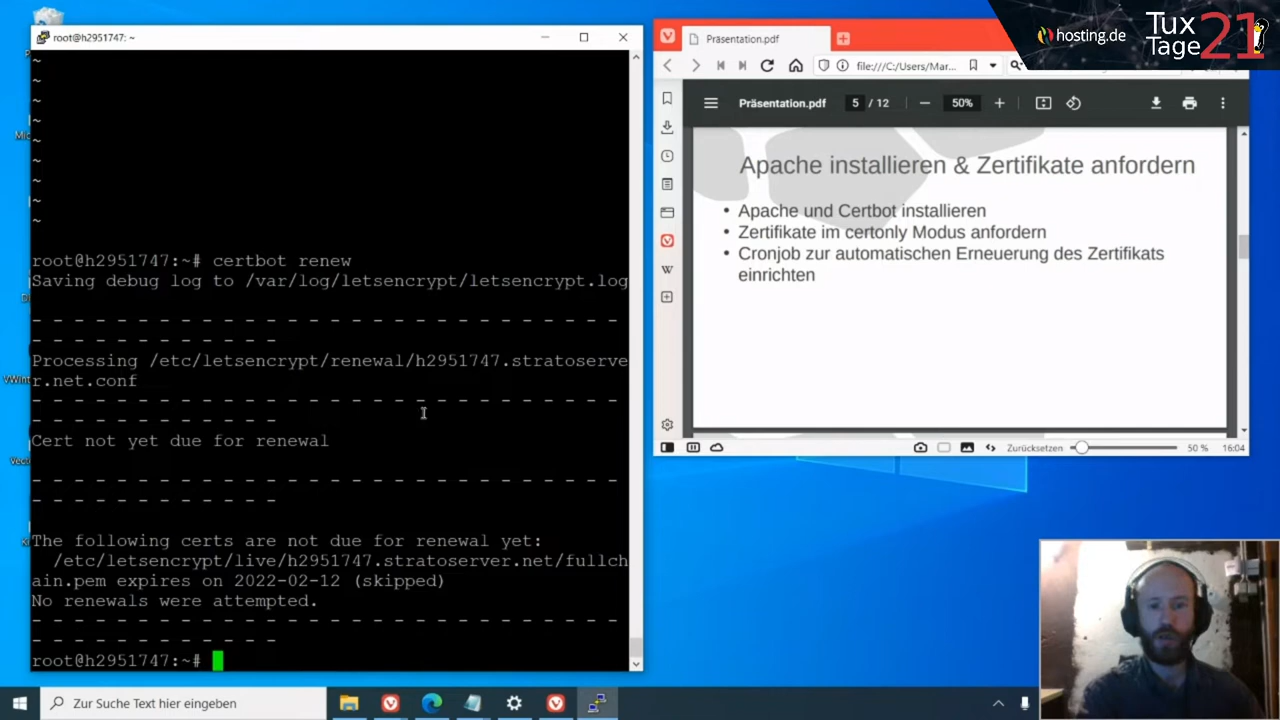 root@h2951747: ~
~
~
~
~
~
~
~
~
~
root@h2951747:~# certbot renew
Saving debug log to /var/log/letsencrypt/letsencrypt.log
- - - - - - - - - - - - - - - - - - - - - - - - - - - -
- - - - - - - - - - - -
Processing /etc/letsencrypt/renewal/h2951747.stratoserve
r.net.conf
- - - - - - - - - - - - - - - - - - - - - - - - - - - -
- - - - - - - - - - - -
Cert not yet due for renewal
- - - - - - - - - - - - - - - - - - - - - - - - - - - -
- - - - - - - - - - - -
The following certs are not due for renewal yet:
/etc/letsencrypt/live/h2951747.stratoserver.net/fullch
ain.pem expires on 2022-02-12 (skipped)
No renewals were attempted.
- - - - - - - - - - - - - - - - - - - - - - - - - - - -
- - - - - - - - - - - -
root@h2951747:~#
Präsentation.pdf
file:///C:/Users/Mar...
Präsentation.pdf 5 / 12 50%
Apache installieren & Zertifikate anfordern
• Apache und Certbot installieren
• Zertifikate im certonly Modus anfordern
• Cronjob zur automatischen Erneuerung des Zertifikats
einrichten
Zurücksetzen 50 % 16:04
hosting.de
Tux
Tage
21
Zur Suche Text hier eingeben